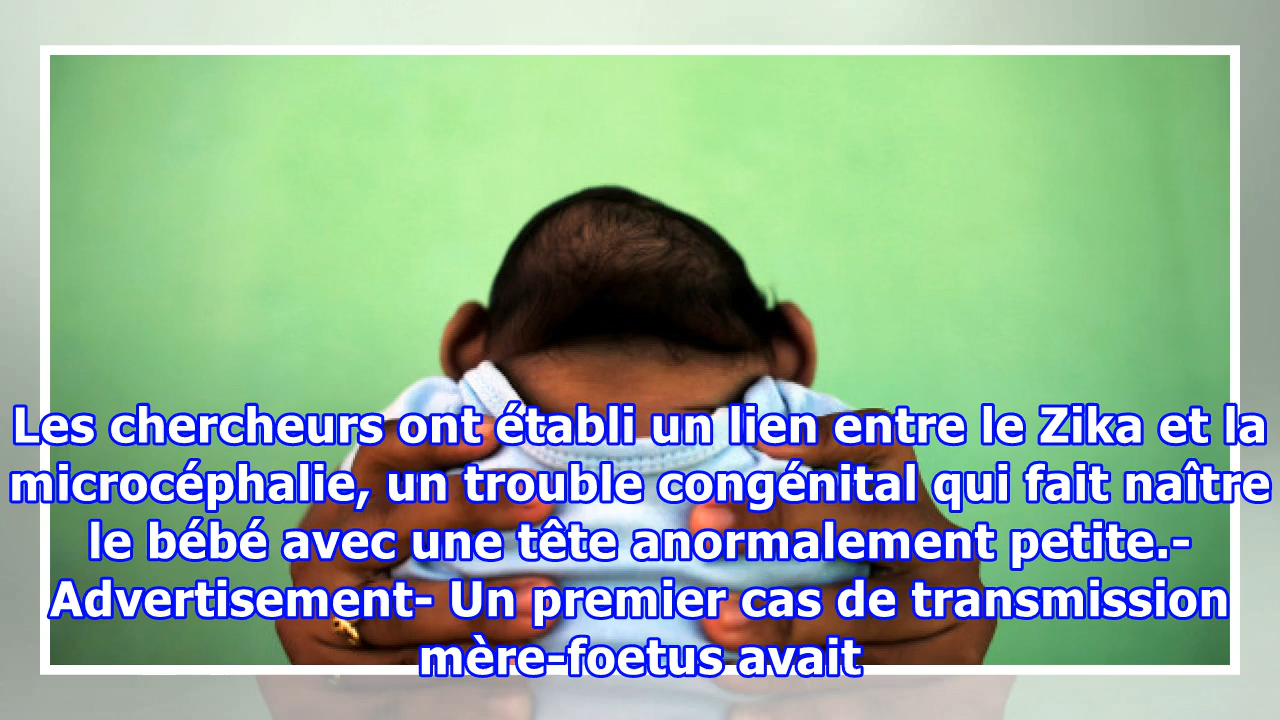 Les chercheurs ont établi un lien entre le Zika et la
microcéphalie, un trouble congénital qui fait naître
le bébé avec une tête anormalement petite.-
Advertisement- Un premier cas de transmission
mère-foetus avait